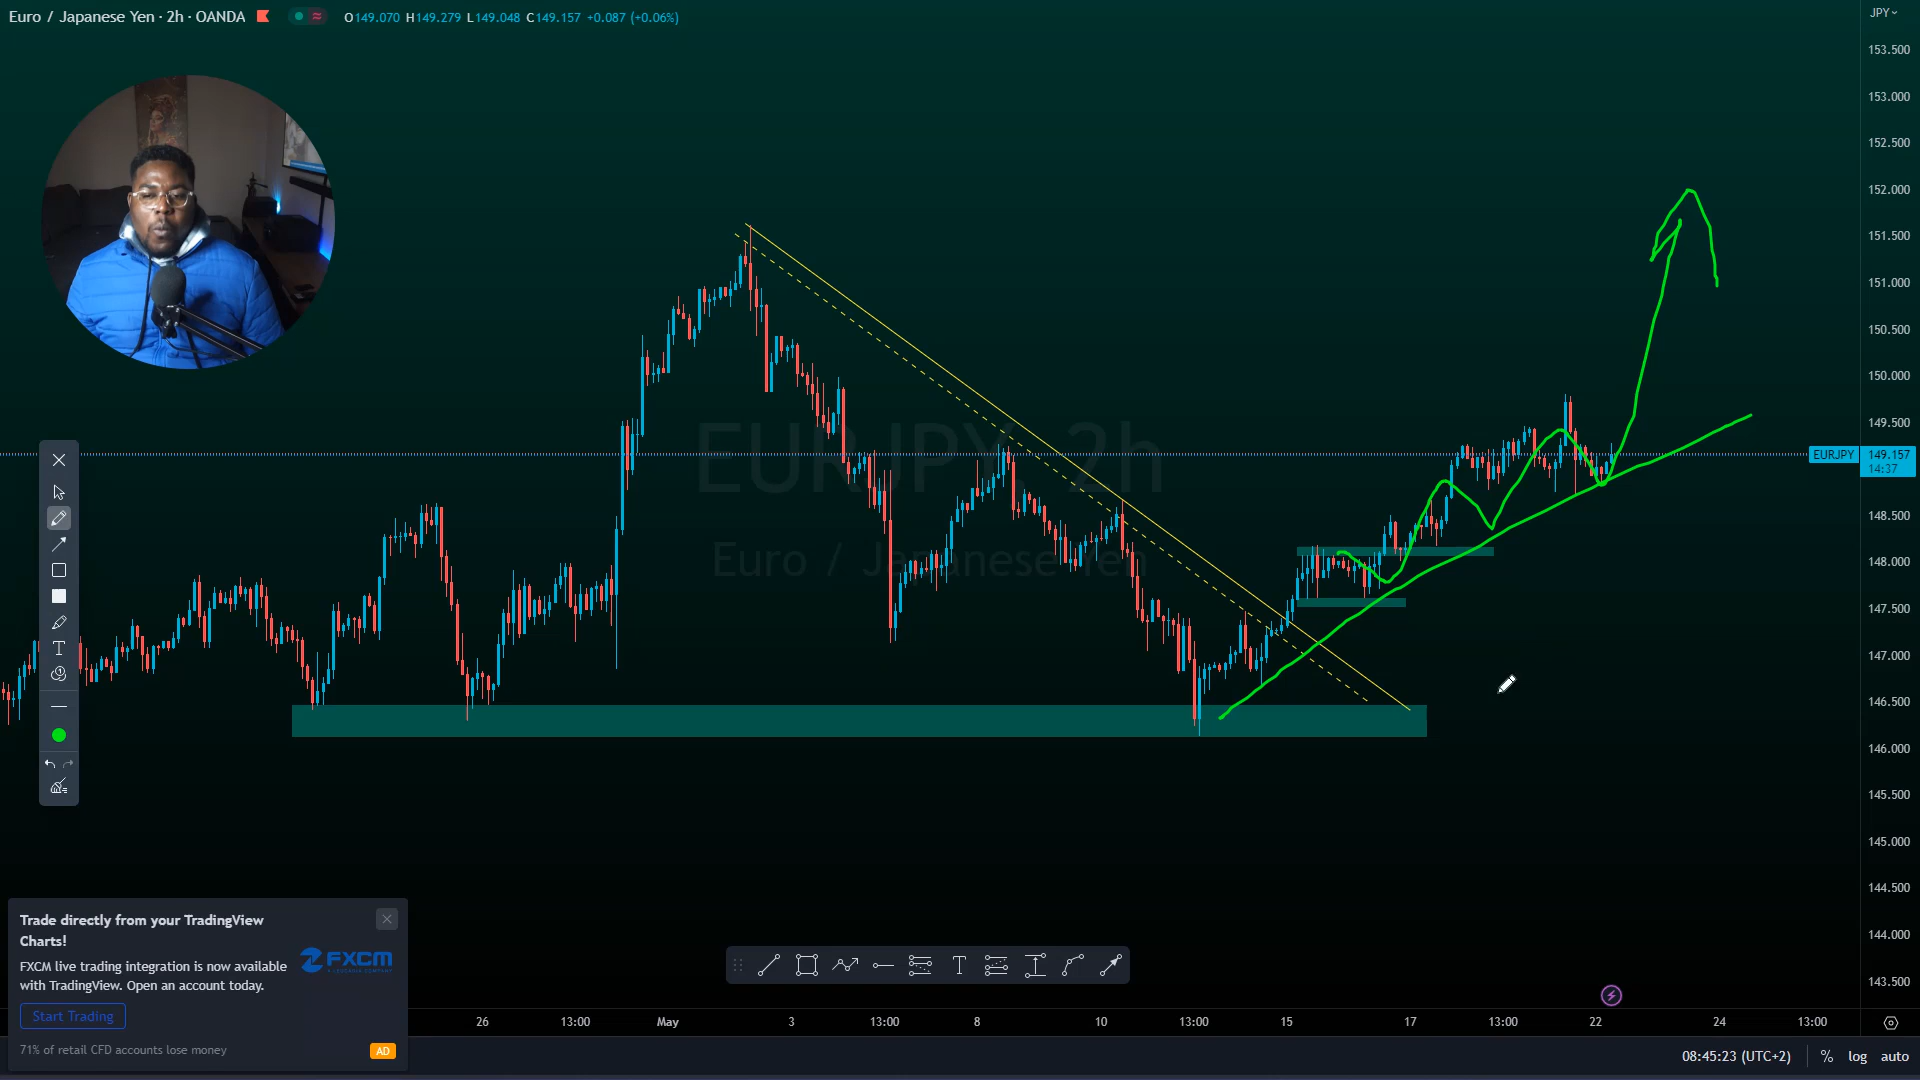 Euro / Japanese Yen · 2h · OANDA
O149.070 H149.279 L149.048 C149.157 +0.087 (+0.06%)
JPY
153.500
153.000
152.500
152.000
151.500
151.000
150.500
150.000
149.500
EURJPY 149.157
14:37
148.500
148.000
147.500
147.000
146.500
146.000
145.500
145.000
144.500
144.000
143.500
EURJPY, 2h
Euro / Japanese Yen
Trade directly from your TradingView
Charts!
FXCM live trading integration is now available
with TradingView. Open an account today.
FXCM
Start Trading
71% of retail CFD accounts lose money
AD
26 13:00 May 3 13:00 8 10 13:00 15 17 13:00 22 24 13:00
08:45:23 (UTC+2) % log auto